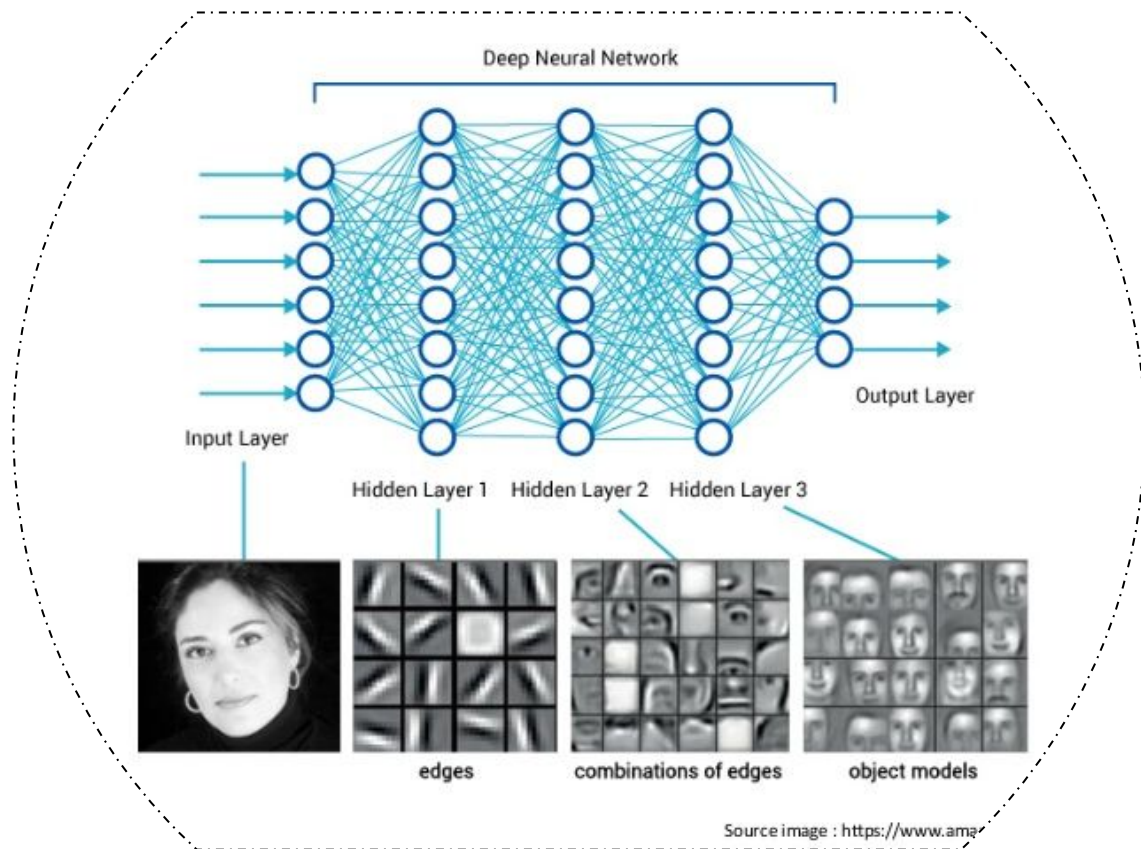 Deep Neural Network
Output Layer
Input Layer
Hidden Layer 1 Hidden Layer 2 Hidden Layer 3
edges combinations of edges object models
Source image : https://www.ama